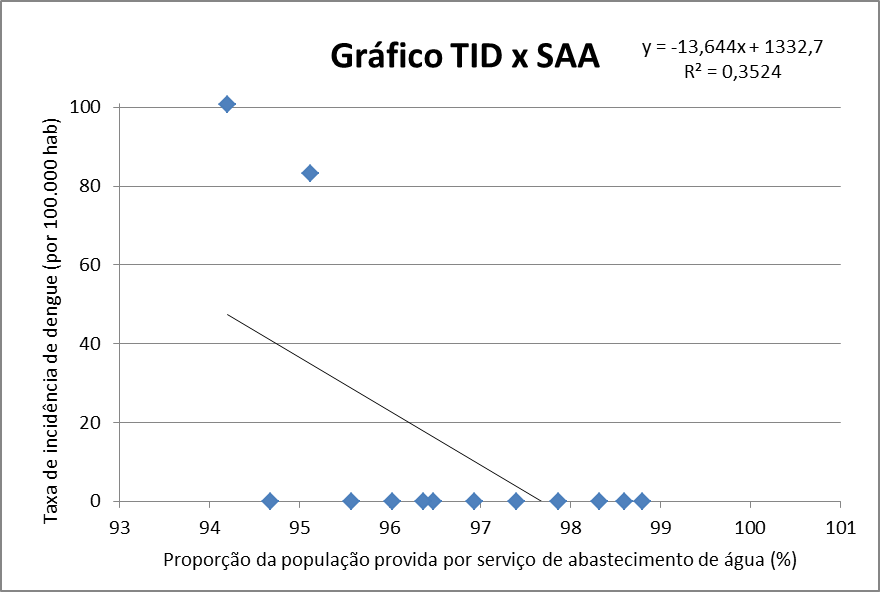 Gráfico TID x SAA
y = -13,644x + 1332,7
R² = 0,3524
Taxa de incidência de dengue (por 100.000 hab)
100
80
60
40
20
0
93 94 95 96 97 98 99 100 101
Proporção da população provida por serviço de abastecimento de água (%)